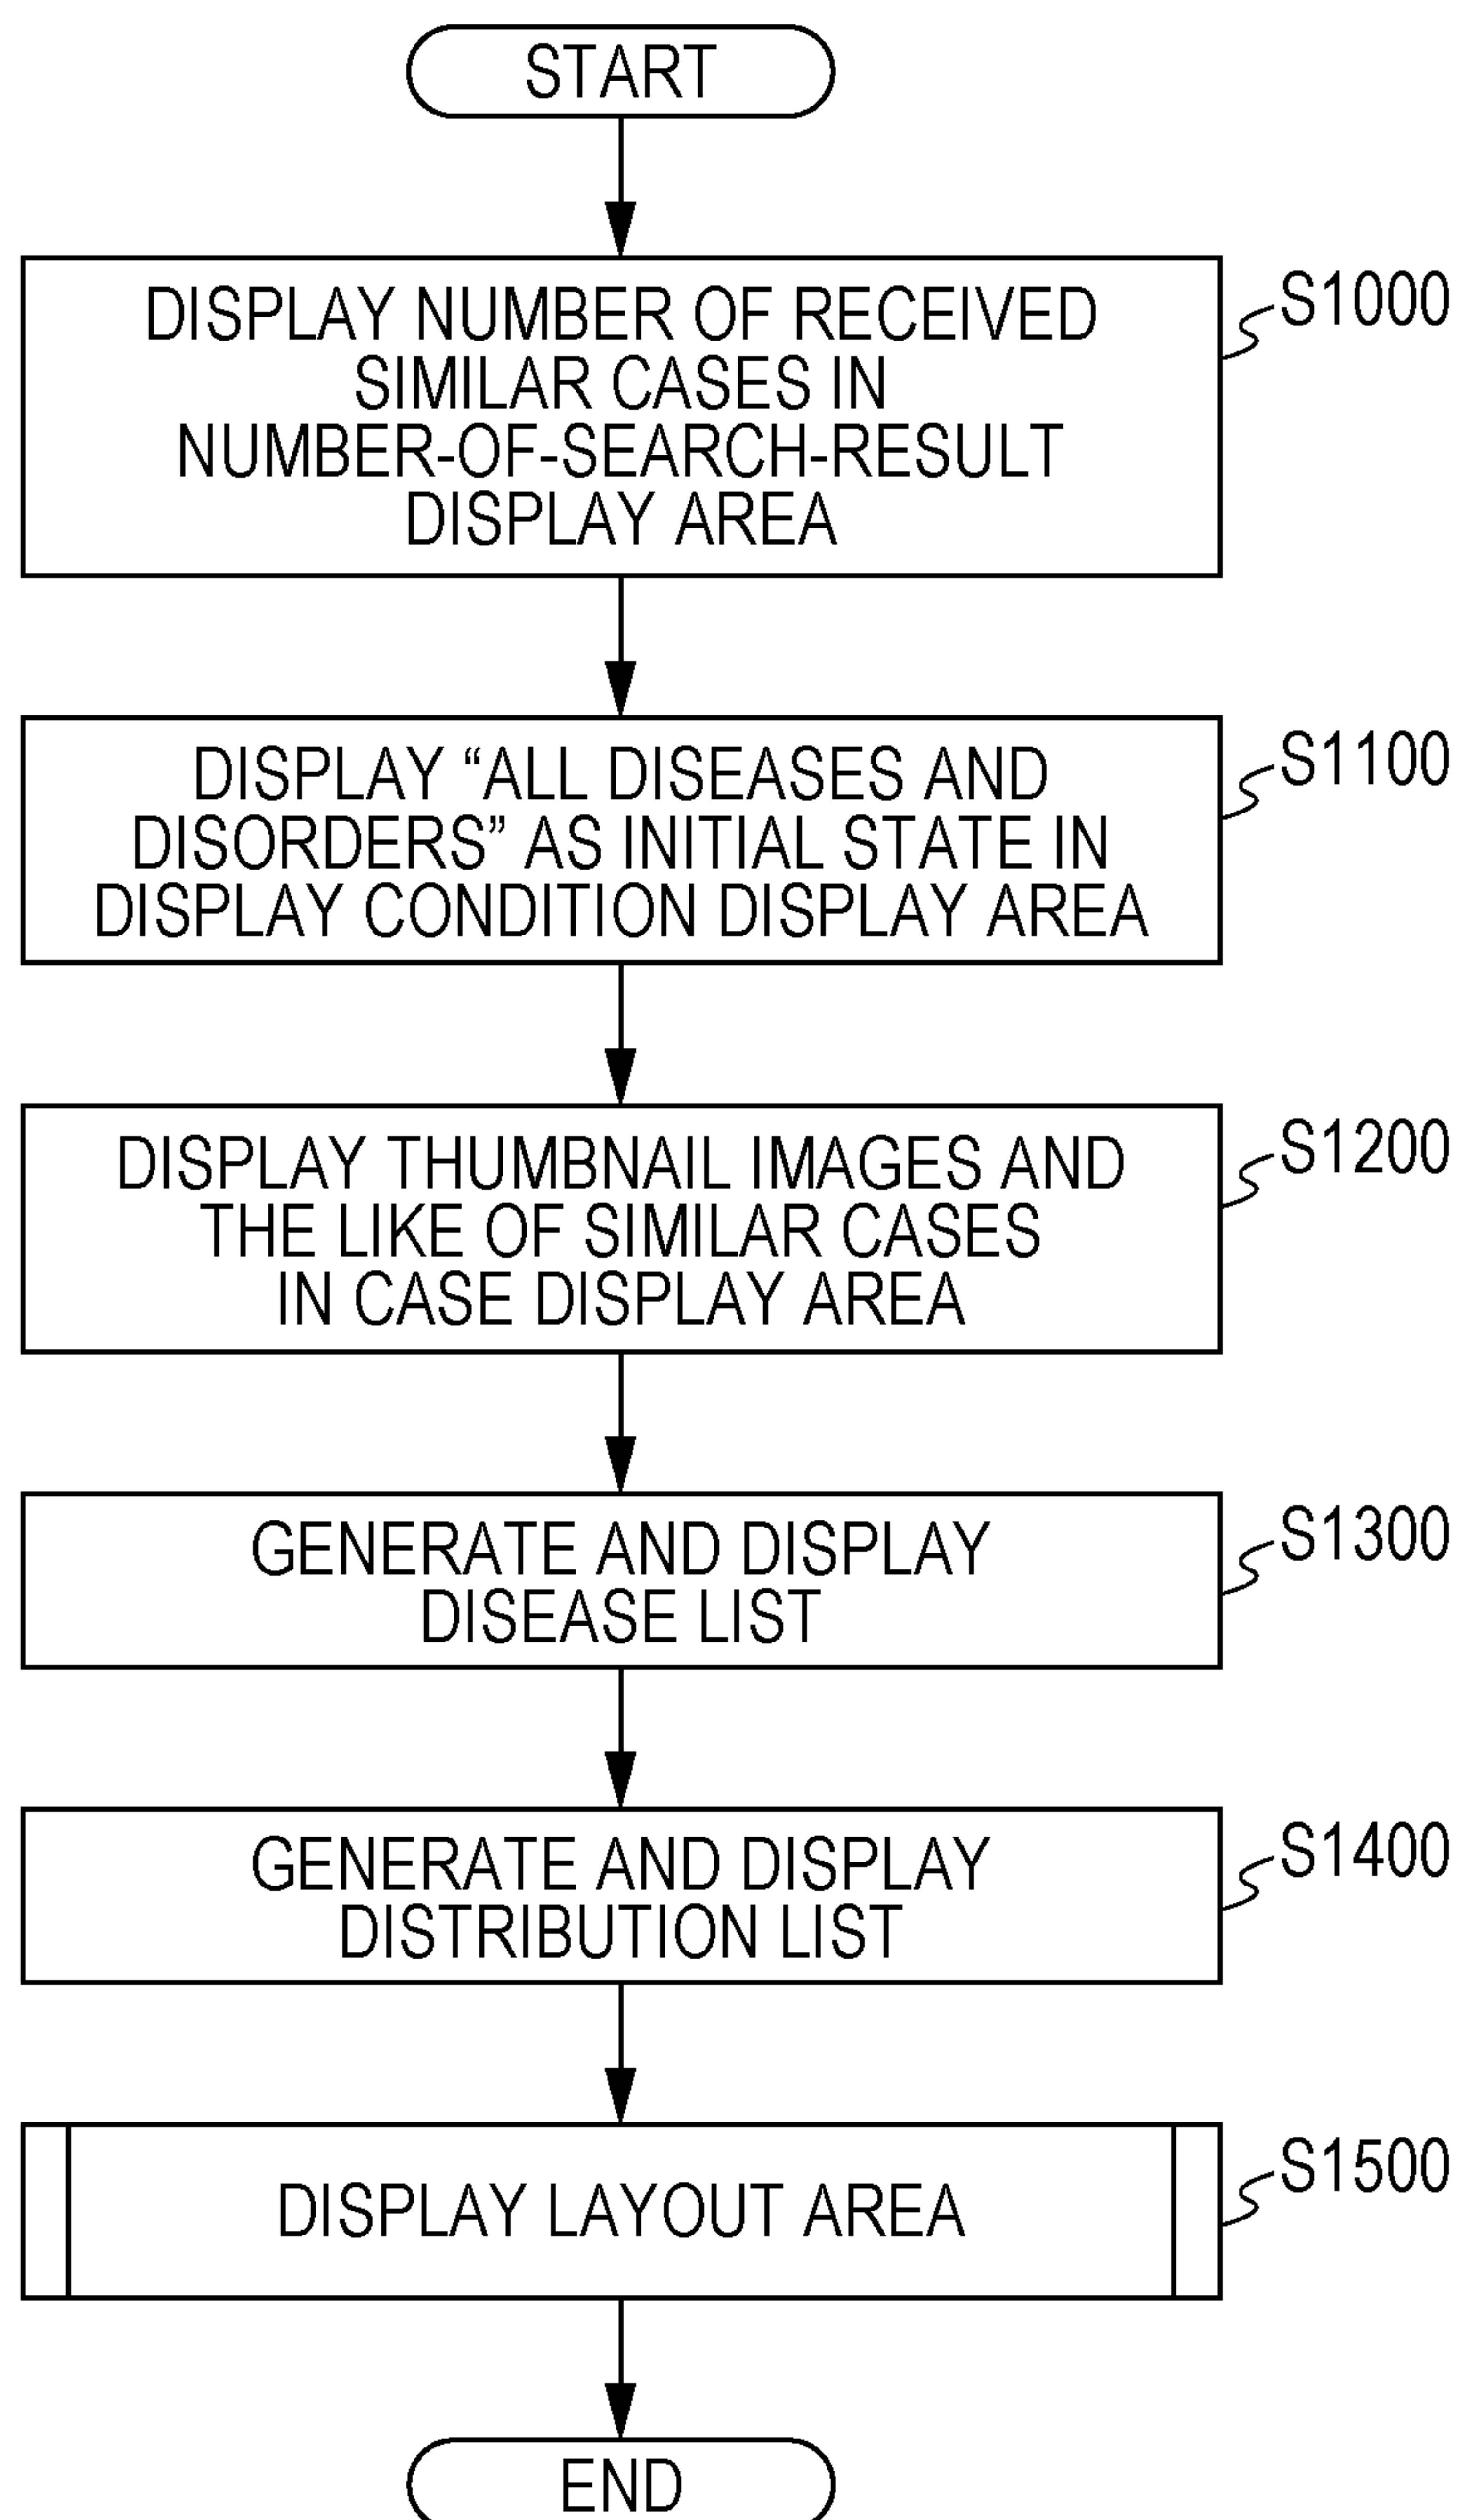 START
DISPLAY NUMBER OF RECEIVED
SIMILAR CASES IN
NUMBER-OF-SEARCH-RESULT
DISPLAY AREA
S1000
DISPLAY “ALL DISEASES AND
DISORDERS” AS INITIAL STATE IN
DISPLAY CONDITION DISPLAY AREA
S1100
DISPLAY THUMBNAIL IMAGES AND
THE LIKE OF SIMILAR CASES
IN CASE DISPLAY AREA
S1200
GENERATE AND DISPLAY
DISEASE LIST
S1300
GENERATE AND DISPLAY
DISTRIBUTION LIST
S1400
DISPLAY LAYOUT AREA
S1500
END